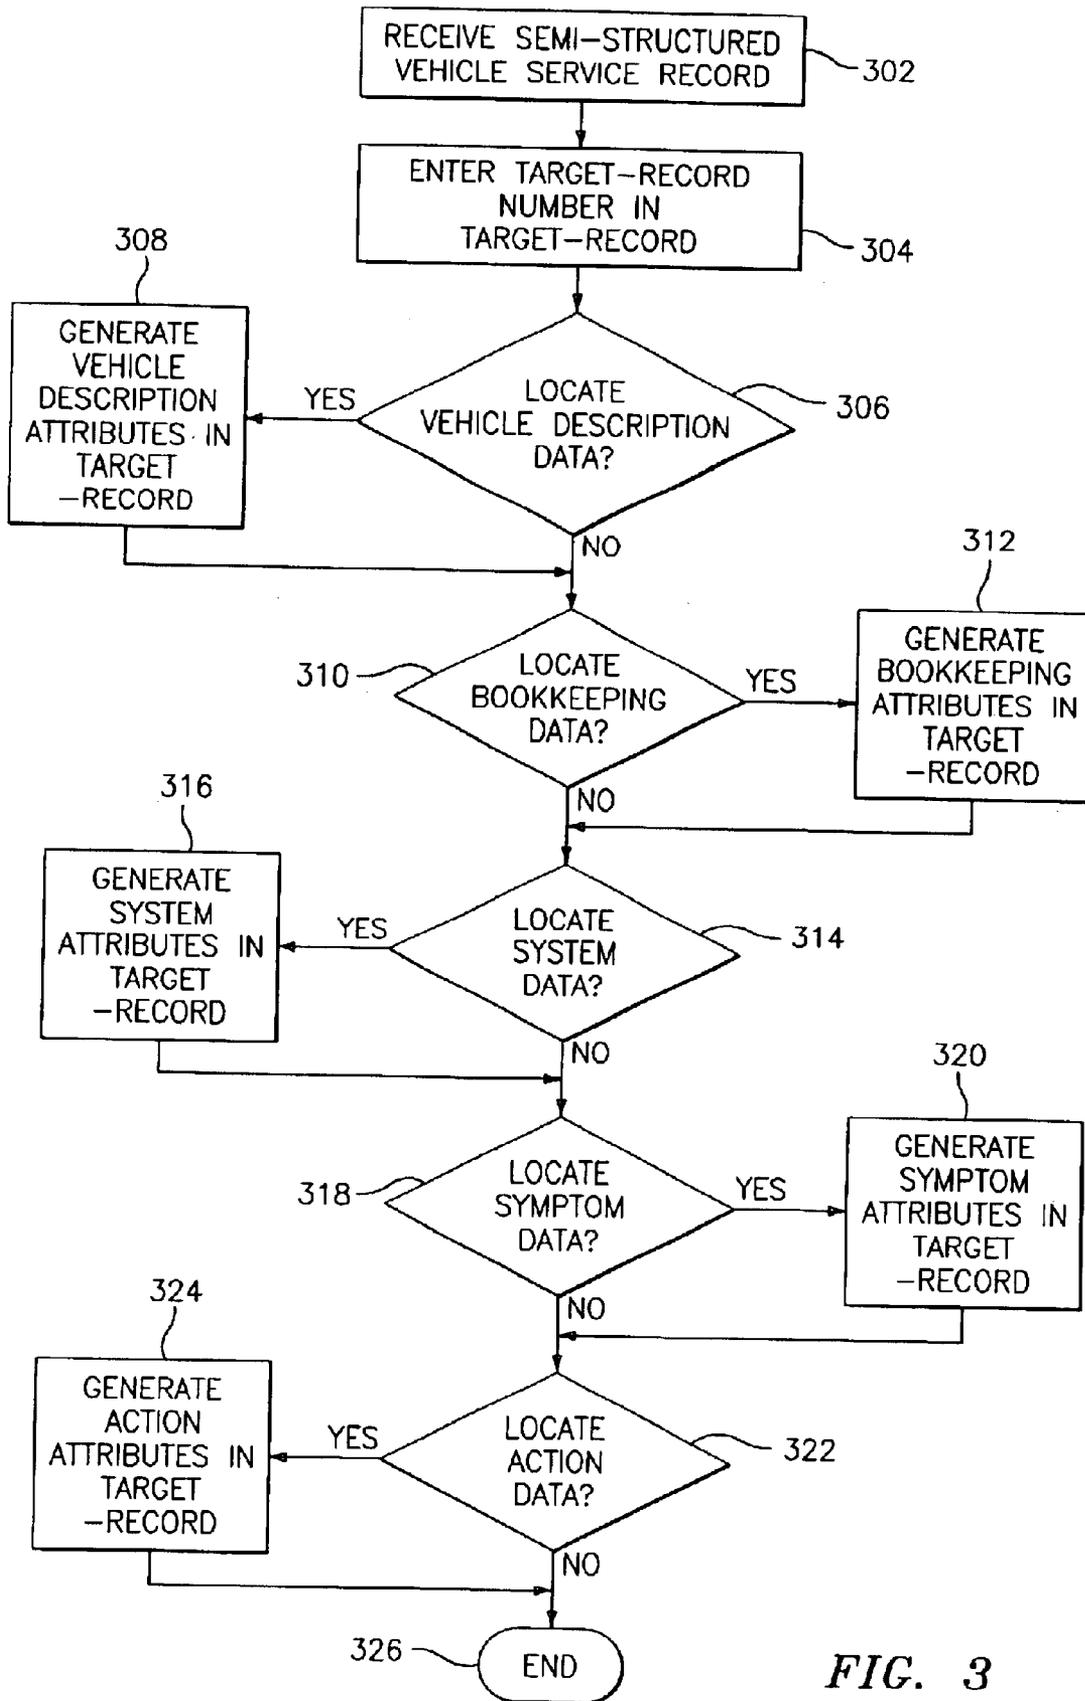 RECEIVE SEMI-STRUCTURED
VEHICLE SERVICE RECORD
302
ENTER TARGET-RECORD
NUMBER IN
TARGET-RECORD
304
308
GENERATE
VEHICLE
DESCRIPTION
ATTRIBUTES IN
TARGET
-RECORD
YES
LOCATE
VEHICLE DESCRIPTION
DATA?
306
NO
312
310
LOCATE
BOOKKEEPING
DATA?
YES
GENERATE
BOOKKEEPING
ATTRIBUTES IN
TARGET
-RECORD
NO
316
GENERATE
SYSTEM
ATTRIBUTES IN
TARGET
-RECORD
YES
LOCATE
SYSTEM
DATA?
314
NO
320
318
LOCATE
SYMPTOM
DATA?
YES
GENERATE
SYMPTOM
ATTRIBUTES IN
TARGET
-RECORD
NO
324
GENERATE
ACTION
ATTRIBUTES IN
TARGET
-RECORD
YES
LOCATE
ACTION
DATA?
322
NO
326
END
FIG. 3